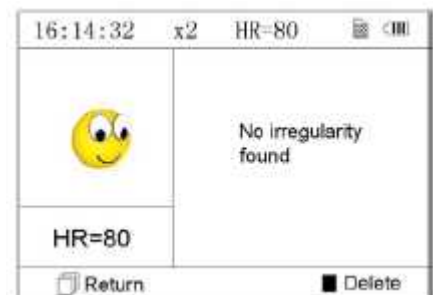 16:14:32 x2 HR=80
No irregularity
found
HR=80
Return Delete